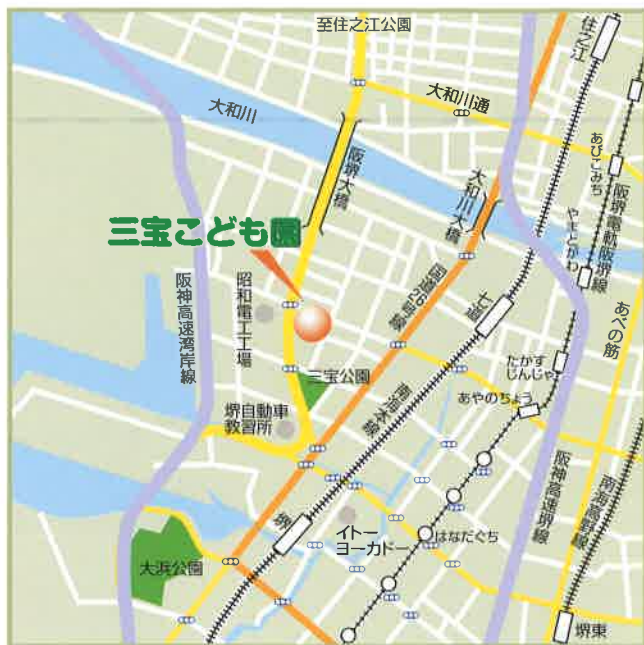 至住之江公園
住之江
大和川通
大和川
あびこみち
阪堺大橋
大和川大橋
阪堺電軌阪堺線
やまとがわ
三宝こども園
阪神高速湾岸線
昭和電工工場
国道26号線
七道
あべの筋
たかす
じんじゃ
三宝公園
南海本線
あやのちょう
堺自動車
教習所
阪神高速堺線
南海高野線
堺
イトー
ヨーカドー
はなだぐち
大浜公園
堺東